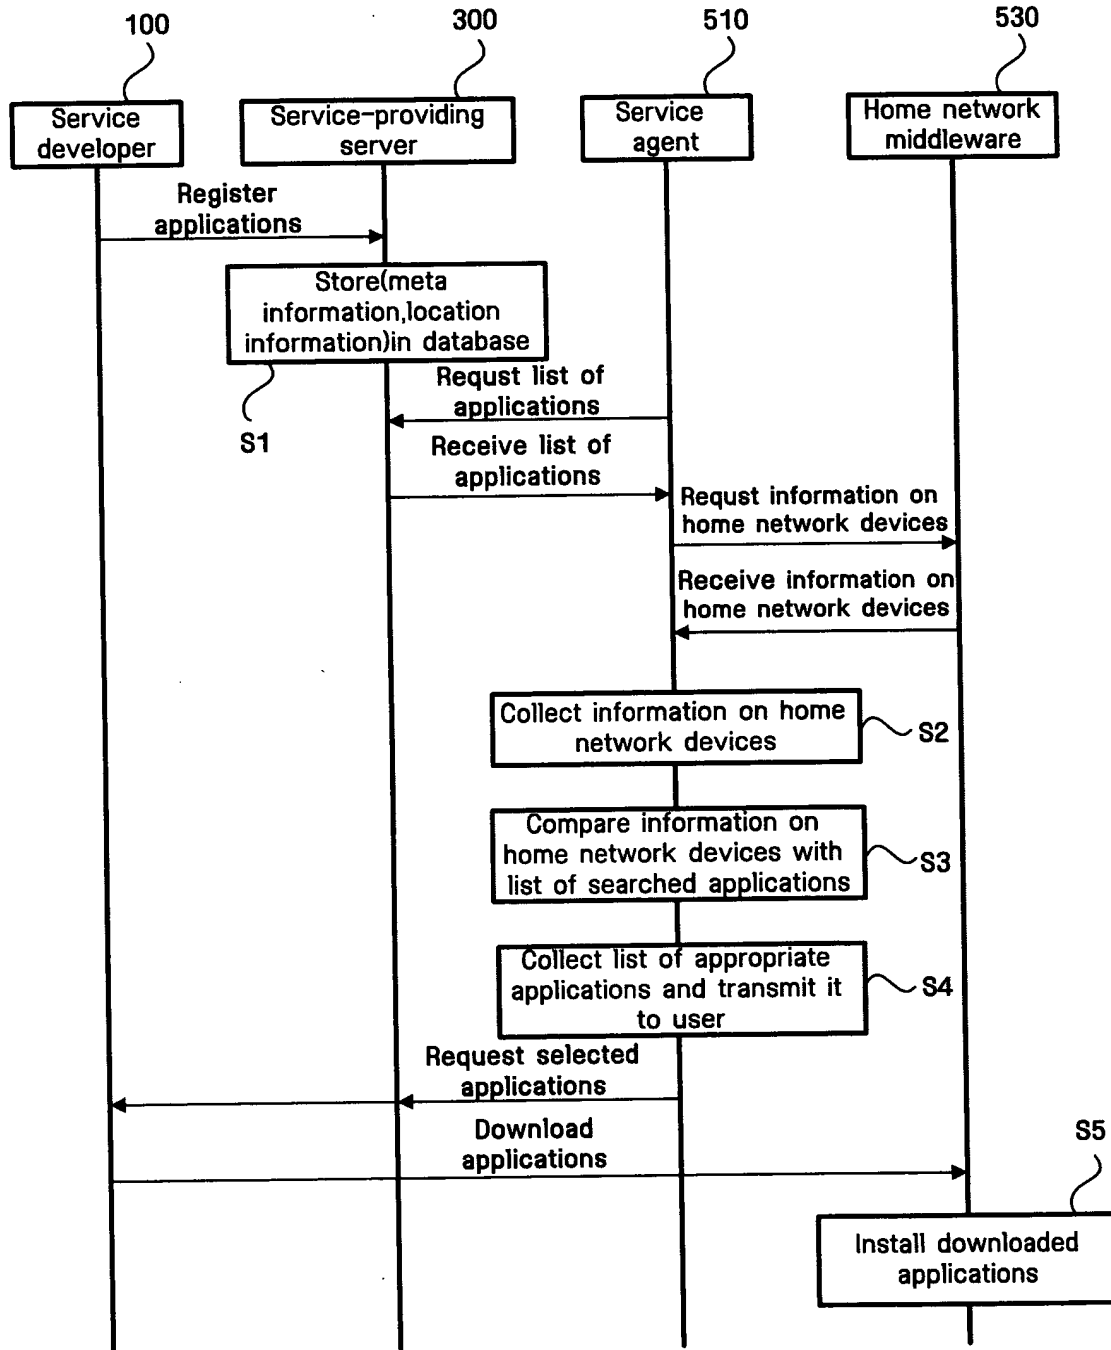 100
300
510
530
Service
developer
Service-providing
server
Service
agent
Home network
middleware
Register
applications
Store(meta
information,location
information)in database
S1
Requst list of
applications
Receive list of
applications
Requst information on
home network devices
Receive information on
home network devices
Collect information on home
network devices
S2
Compare information on
home network devices with
list of searched applications
S3
Collect list of appropriate
applications and transmit it
to user
S4
Request selected
applications
Download
applications
S5
Install downloaded
applications